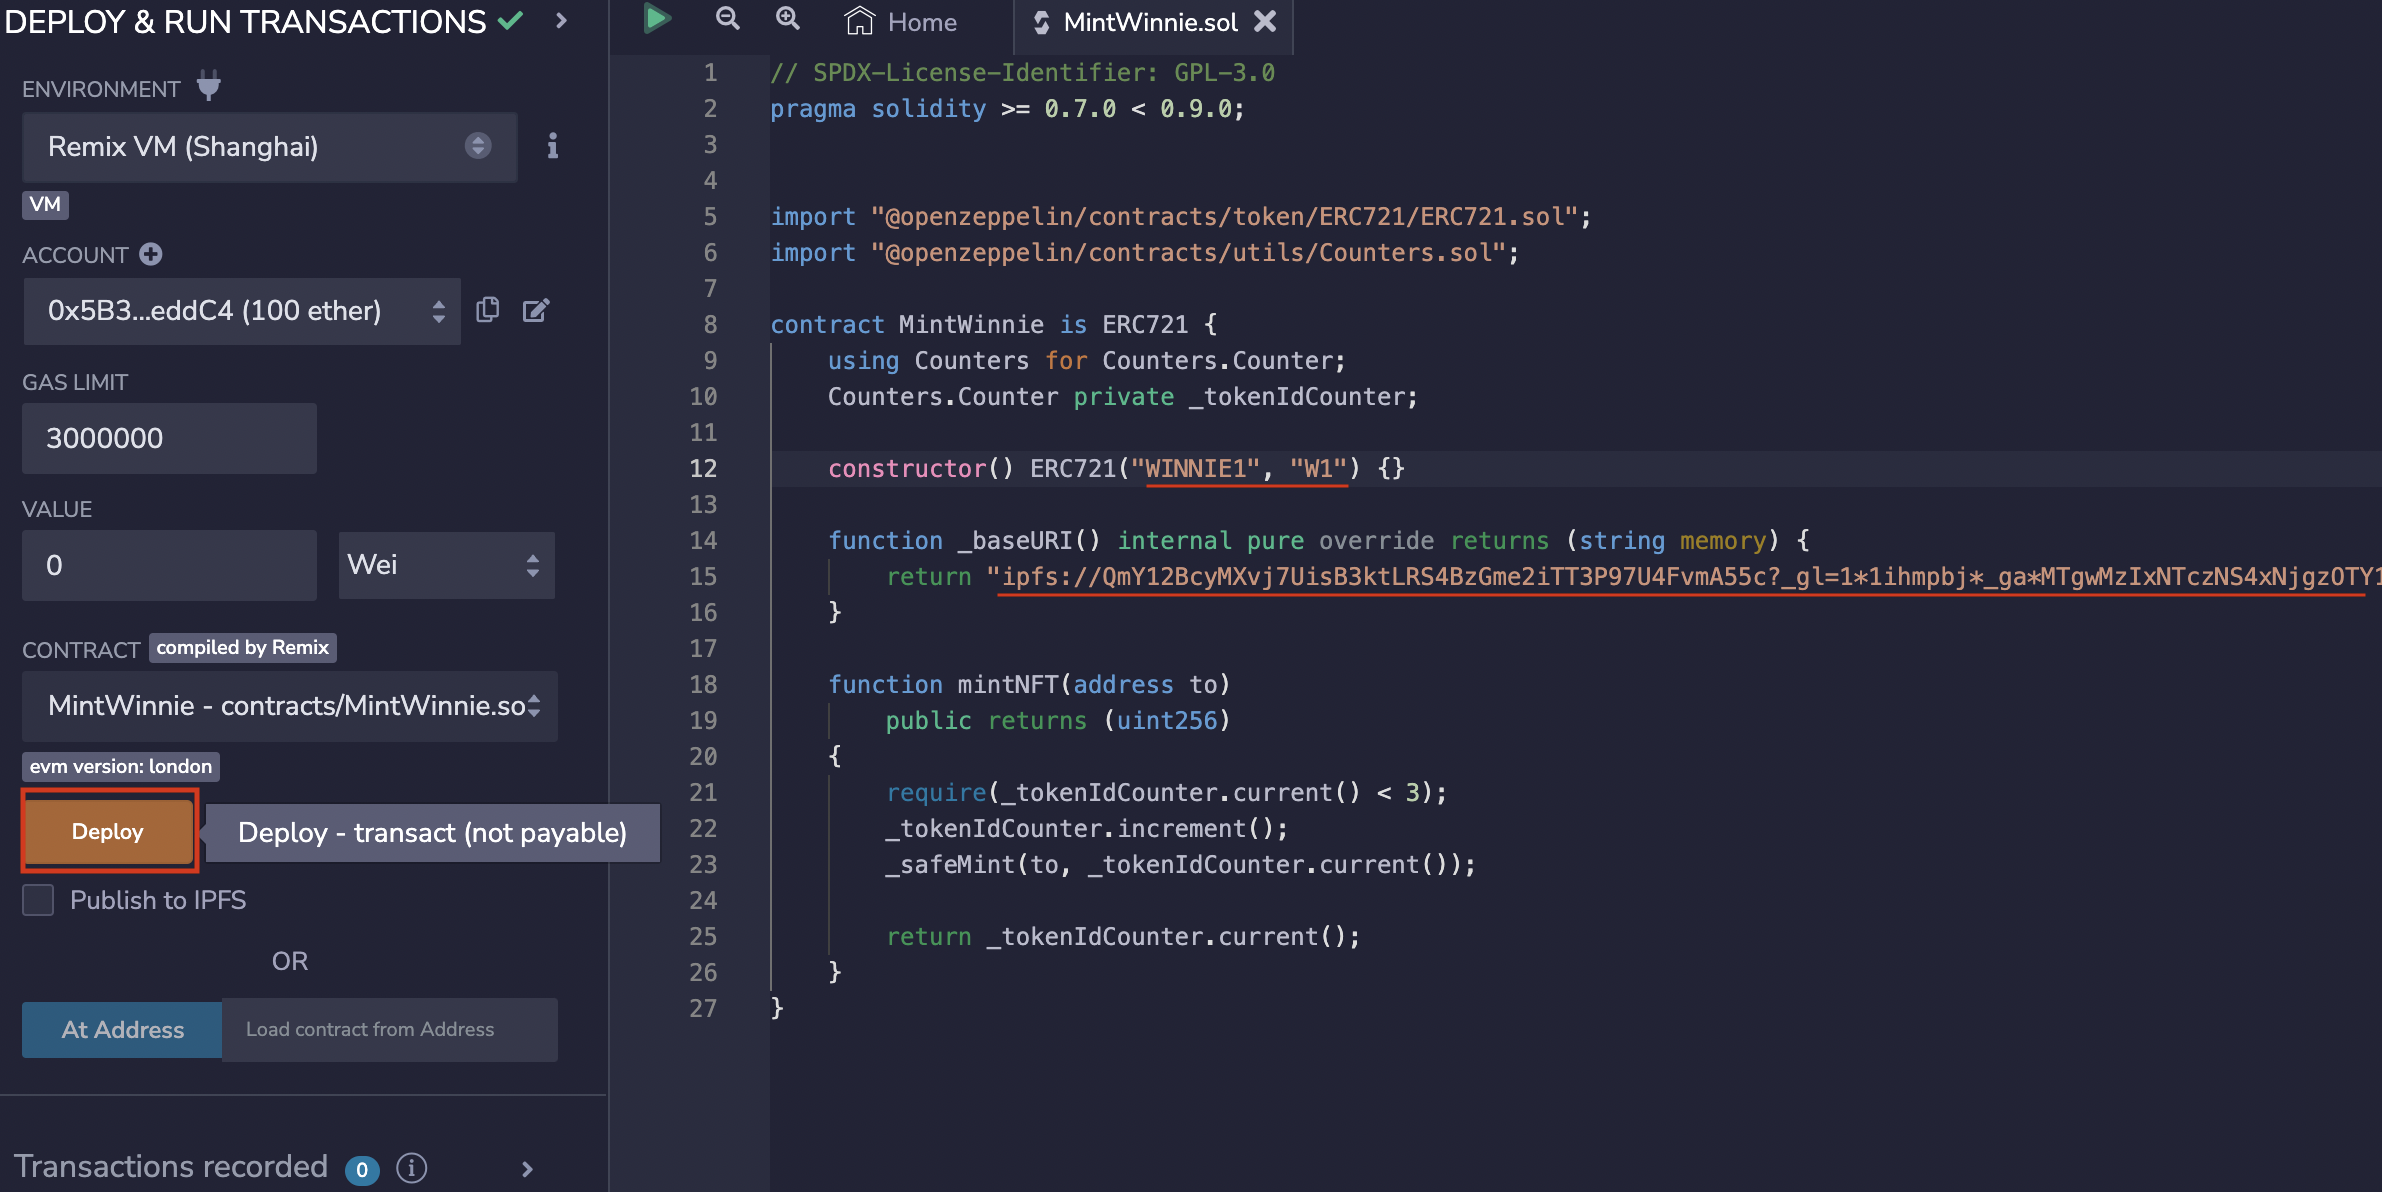 DEPLOY & RUN TRANSACTIONS
ENVIRONMENT
Remix VM (Shanghai)
VM
ACCOUNT
0x5B3...eddC4 (100 ether)
GAS LIMIT
3000000
VALUE
0
Wei
CONTRACT compiled by Remix
MintWinnie - contracts/MintWinnie.so
evm version: london
Deploy
Deploy - transact (not payable)
Publish to IPFS
OR
At Address
Load contract from Address
Transactions recorded 0 i
Home
MintWinnie.sol
1 // SPDX-License-Identifier: GPL-3.0
2 pragma solidity >= 0.7.0 < 0.9.0;
3
4
5 import "@openzeppelin/contracts/token/ERC721/ERC721.sol";
6 import "@openzeppelin/contracts/utils/Counters.sol";
7
8 contract MintWinnie is ERC721 {
9 using Counters for Counters.Counter;
10 Counters.Counter private _tokenIdCounter;
11
12 constructor() ERC721("WINNIE1", "W1") {}
13
14 function _baseURI() internal pure override returns (string memory) {
15 return "ipfs://QmY12BcyMXvj7UisB3ktLRS4BzGme2iTT3P97U4FvmA55c?_gl=1*1ihmpbj*_ga*MTgwMzIxNTczNS4xNjgzOTY1
16 }
17
18 function mintNFT(address to)
19 public returns (uint256)
20 {
21 require(_tokenIdCounter.current() < 3);
22 _tokenIdCounter.increment();
23 _safeMint(to, _tokenIdCounter.current());
24
25 return _tokenIdCounter.current();
26 }
27 }